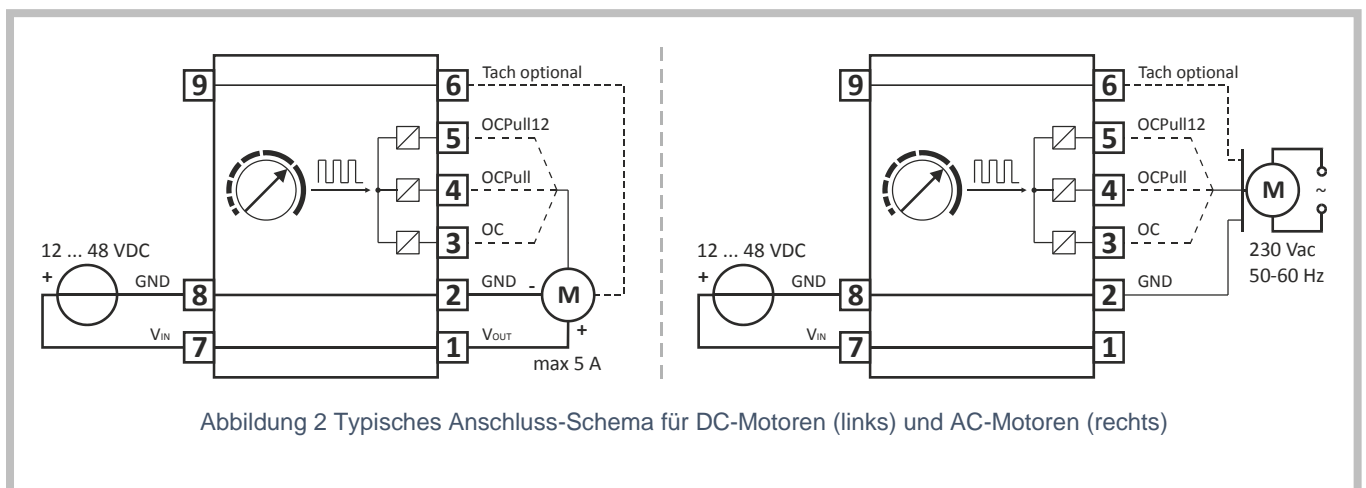 9
6
Tach optional
5
OCPull12
4
OCPull
3
OC
12 ... 48 VDC
+
GND
8
2
GND
-
M
+
VIN
7
1
VOUT
max 5 A
9
6
Tach optional
5
OCPull12
4
OCPull
3
OC
M
~
230 Vac
50-60 Hz
12 ... 48 VDC
+
GND
8
2
GND
VIN
7
1
Abbildung 2 Typisches Anschluss-Schema für DC-Motoren (links) und AC-Motoren (rechts)